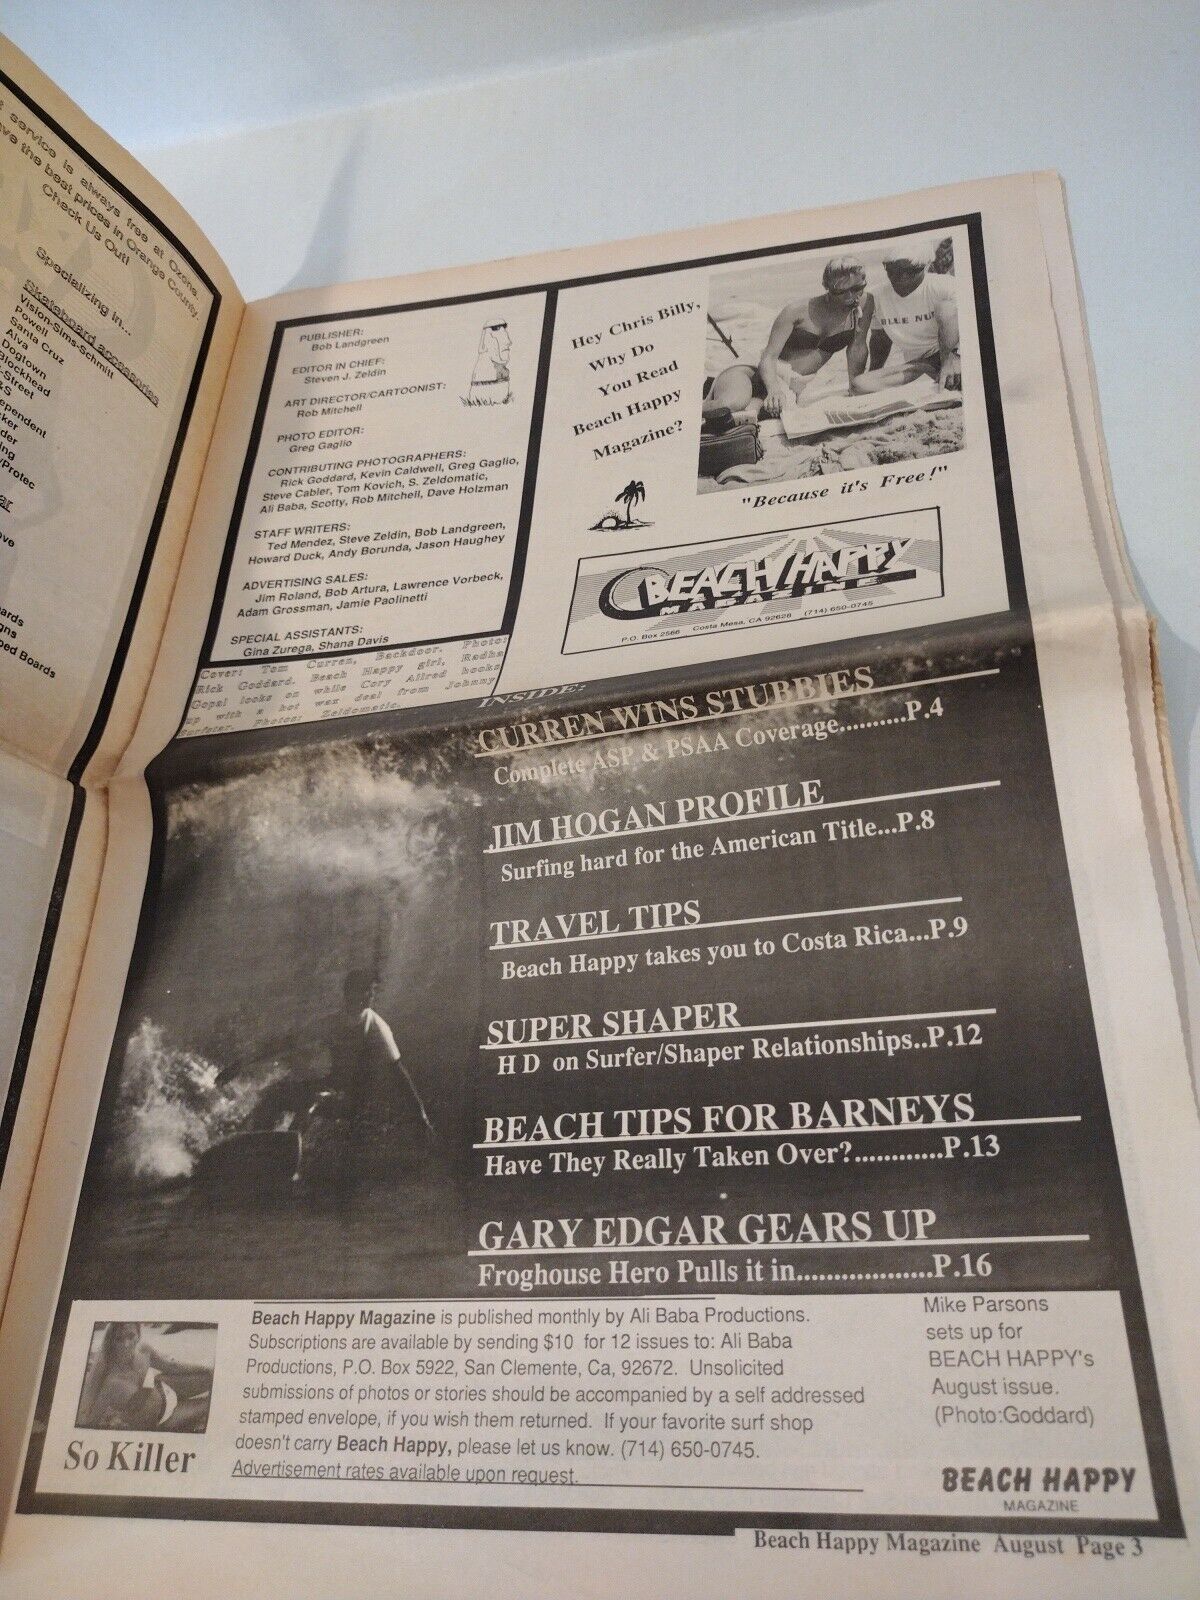 service is always free at Ozone.
the best prices in Orange County.
Check Us Out!
Specializing in...
Skateboard accessories
Vision-Sims-Schmitt
Powell
Santa Cruz
Alva
Dogtown
Blockhead
Street
PUBLISHER:
Bob Landgreen
EDITOR IN CHIEF:
Steven J. Zeldin
ART DIRECTOR/CARTOONIST:
Rob Mitchell
PHOTO EDITOR:
Greg Gaglio
CONTRIBUTING PHOTOGRAPHERS:
Rick Goddard, Kevin Caldwell, Greg Gaglio,
Steve Cabler, Tom Kovich, S. Zeldomatic,
Ali Baba, Scotty, Rob Mitchell, Dave Holzman
STAFF WRITERS:
Ted Mendez, Steve Zeldin, Bob Landgreen,
Howard Duck, Andy Borunda, Jason Haughey
ADVERTISING SALES:
Jim Roland, Bob Artura, Lawrence Vorbeck,
Adam Grossman, Jamie Paolinetti
SPECIAL ASSISTANTS:
Gina Zurega, Shana Davis
Cover: Tom Curren, Backdoor. Photo:
Rick Goddard. Beach Happy girl, Radha
Gopal looks on while Cory Allred hooks
up with a hot wax deal from Johnny
Surfster. Photos: Zeldomatic.
Hey Chris Billy,
Why Do
You Read
Beach Happy
Magazine?
BLUE NUT
"Because it's Free!"
BEACH HAPPY
MAGAZINE
P.O. Box 2566 Costa Mesa, CA 92628 (714) 650-0745
INSIDE:
CURREN WINS STUBBIES
Complete ASP & PSAA Coverage..........P.4
JIM HOGAN PROFILE
Surfing hard for the American Title...P.8
TRAVEL TIPS
Beach Happy takes you to Costa Rica...P.9
SUPER SHAPER
H D on Surfer/Shaper Relationships..P.12
BEACH TIPS FOR BARNEYS
Have They Really Taken Over?............P.13
GARY EDGAR GEARS UP
Froghouse Hero Pulls it in...................P.16
So Killer
Beach Happy Magazine is published monthly by Ali Baba Productions.
Subscriptions are available by sending $10 for 12 issues to: Ali Baba
Productions, P.O. Box 5922, San Clemente, Ca, 92672. Unsolicited
submissions of photos or stories should be accompanied by a self addressed
stamped envelope, if you wish them returned. If your favorite surf shop
doesn't carry Beach Happy, please let us know. (714) 650-0745.
Advertisement rates available upon request.
Mike Parsons
sets up for
BEACH HAPPY's
August issue.
(Photo:Goddard)
BEACH HAPPY
MAGAZINE
Beach Happy Magazine August Page 3